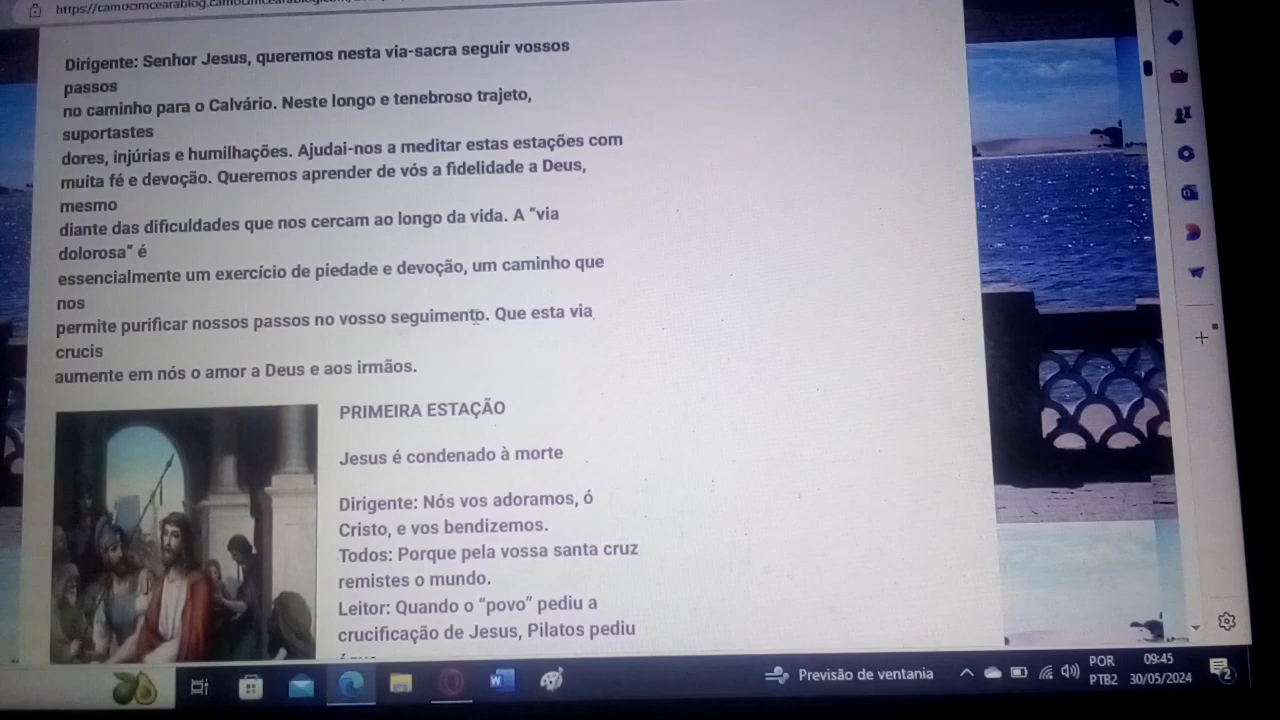 https://camocimcearablog.camocimcearablog.com/
Dirigente: Senhor Jesus, queremos nesta via-sacra seguir vossos
passos
no caminho para o Calvário. Neste longo e tenebroso trajeto,
suportastes
dores, injúrias e humilhações. Ajudai-nos a meditar estas estações com
muita fé e devoção. Queremos aprender de vós a fidelidade a Deus,
mesmo
diante das dificuldades que nos cercam ao longo da vida. A “via
dolorosa” é
essencialmente um exercício de piedade e devoção, um caminho que
nos
permite purificar nossos passos no vosso seguimento. Que esta via
crucis
aumente em nós o amor a Deus e aos irmãos.
PRIMEIRA ESTAÇÃO
Jesus é condenado à morte
Dirigente: Nós vos adoramos, ó
Cristo, e vos bendizemos.
Todos: Porque pela vossa santa cruz
remistes o mundo.
Leitor: Quando o “povo” pediu a
crucificação de Jesus, Pilatos pediu
Previsão de ventania
POR
PTB2
09:45
30/05/2024
2